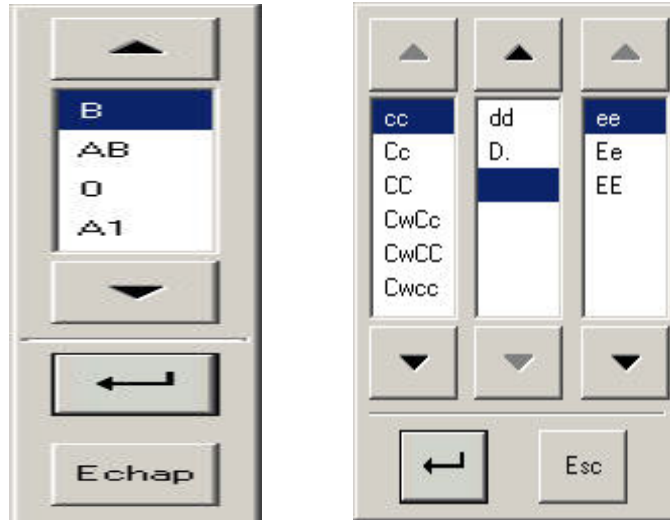 B
AB
0
A1
Echap
cc dd ee
Cc D. Ee
CC EE
CwCc
CwCC
Cwcc
Esc